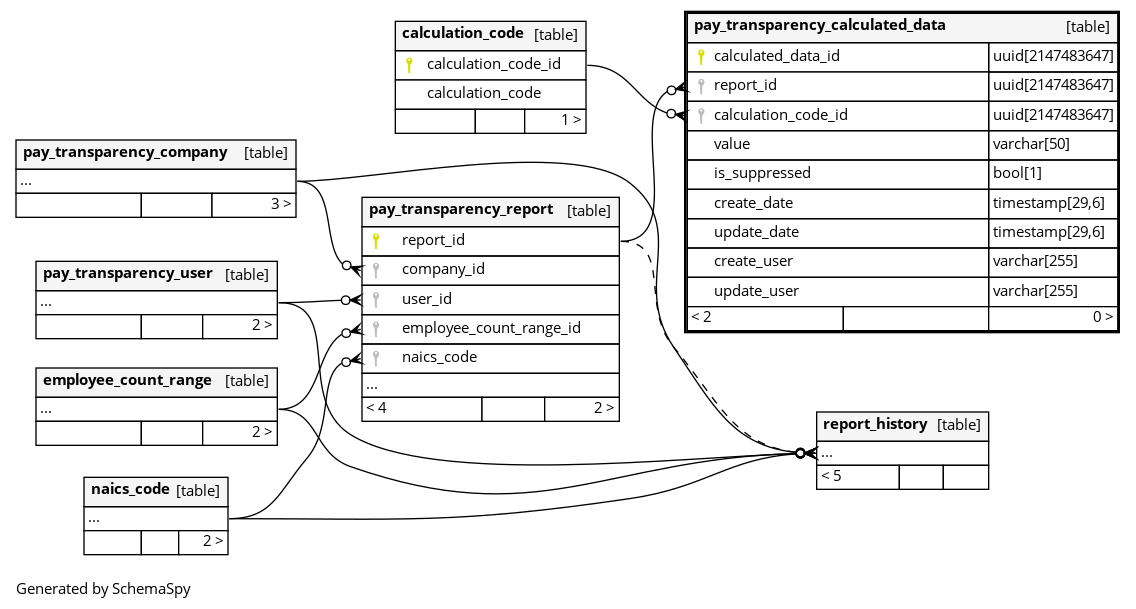 calculation_code [table]
calculation_code_id
calculation_code
1 >
pay_transparency_calculated_data [table]
calculated_data_id uuid[2147483647]
report_id uuid[2147483647]
calculation_code_id uuid[2147483647]
value varchar[50]
is_suppressed bool[1]
create_date timestamp[29,6]
update_date timestamp[29,6]
create_user varchar[255]
update_user varchar[255]
< 2 0 >
pay_transparency_company [table]
...
3 >
pay_transparency_report [table]
report_id
company_id
user_id
employee_count_range_id
naics_code
...
< 4 2 >
pay_transparency_user [table]
...
2 >
employee_count_range [table]
...
2 >
report_history [table]
...
< 5
naics_code [table]
...
2 >
Generated by SchemaSpy